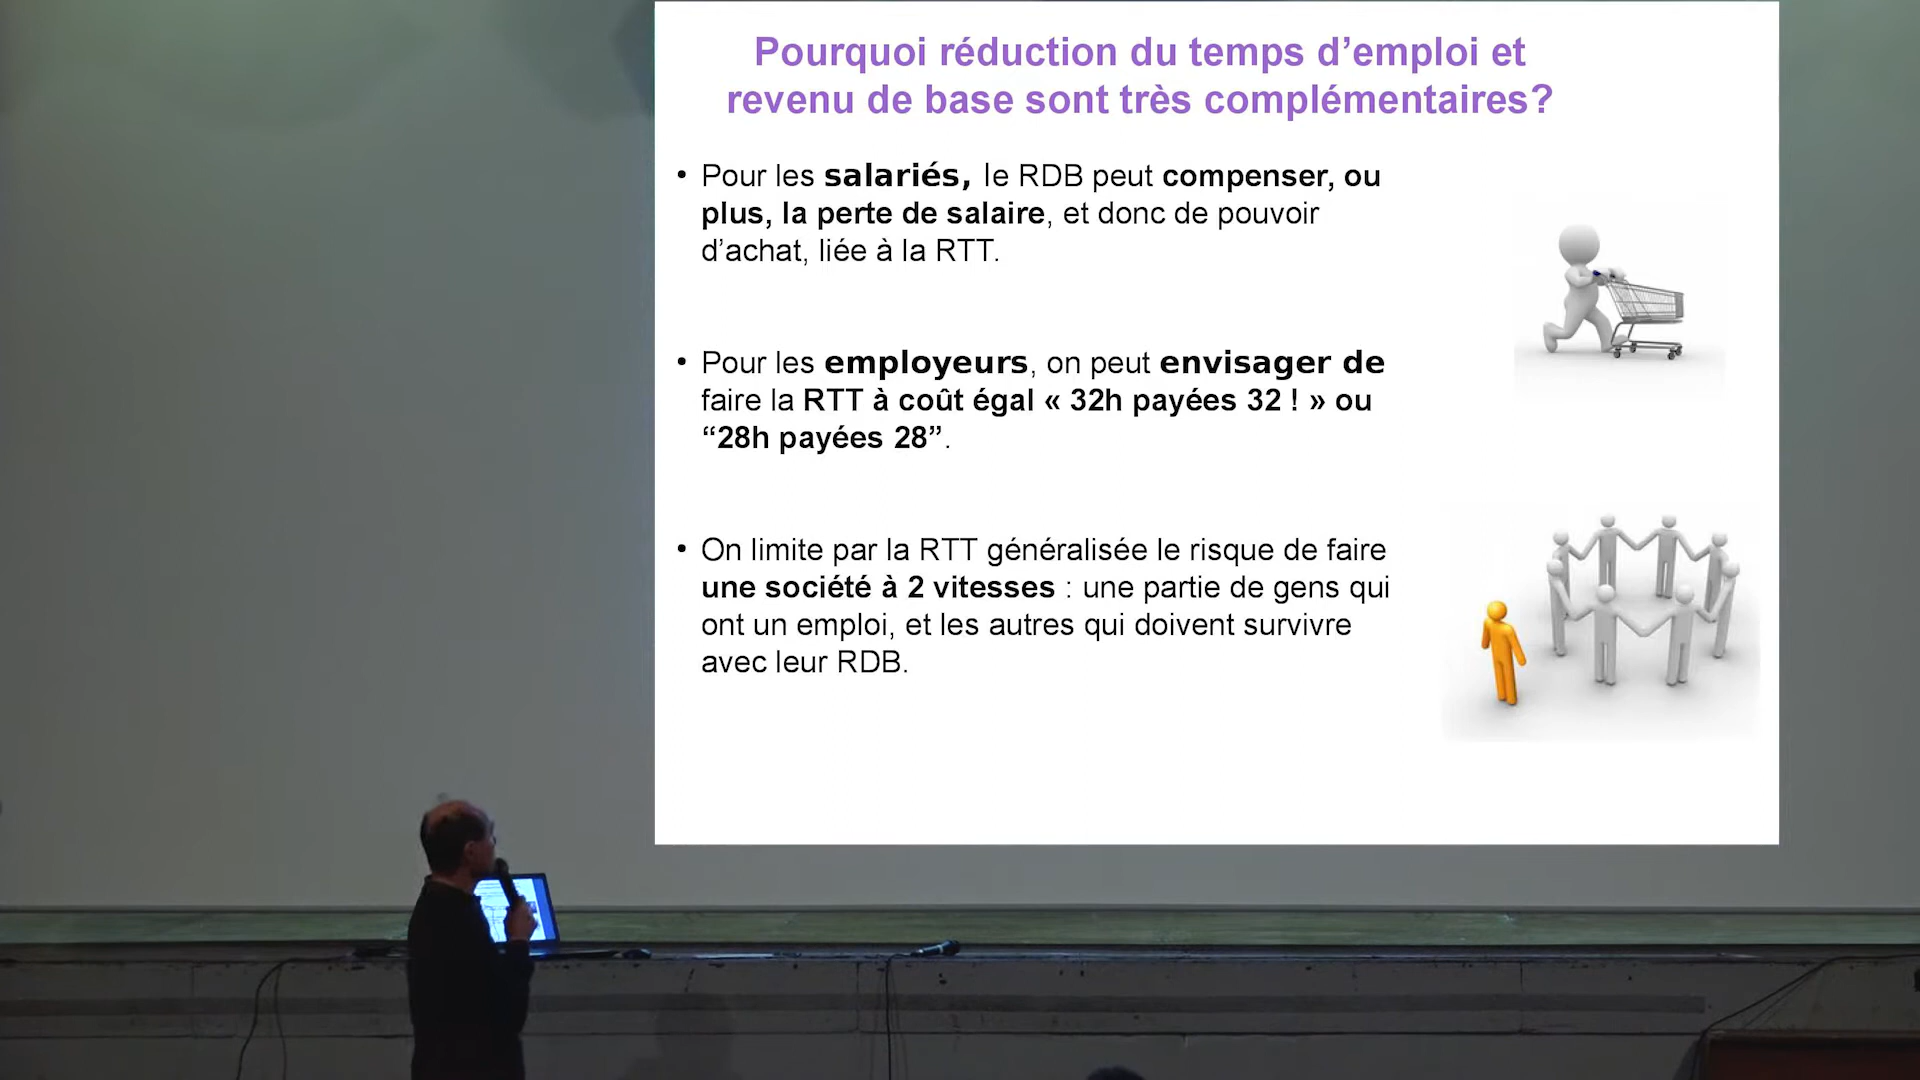 Pourquoi réduction du temps d’emploi et
revenu de base sont très complémentaires?
• Pour les salariés, le RDB peut compenser, ou
plus, la perte de salaire, et donc de pouvoir
d’achat, liée à la RTT.
• Pour les employeurs, on peut envisager de
faire la RTT à coût égal « 32h payées 32 ! » ou
“28h payées 28”.
• On limite par la RTT généralisée le risque de faire
une société à 2 vitesses : une partie de gens qui
ont un emploi, et les autres qui doivent survivre
avec leur RDB.